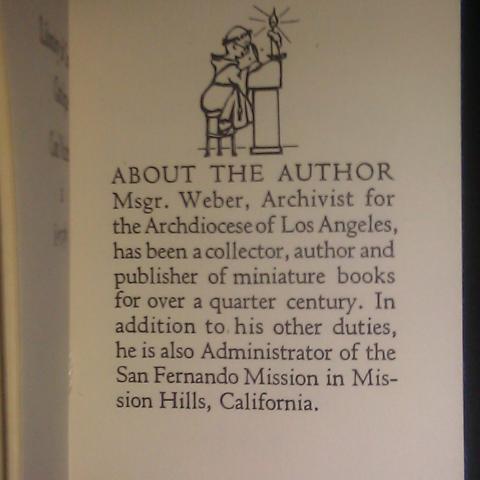 ABOUT THE AUTHOR
Msgr. Weber, Archivist for
the Archdiocese of Los Angeles,
has been a collector, author and
publisher of miniature books
for over a quarter century. In
addition to his other duties,
he is also Administrator of the
San Fernando Mission in Mis-
sion Hills, California.